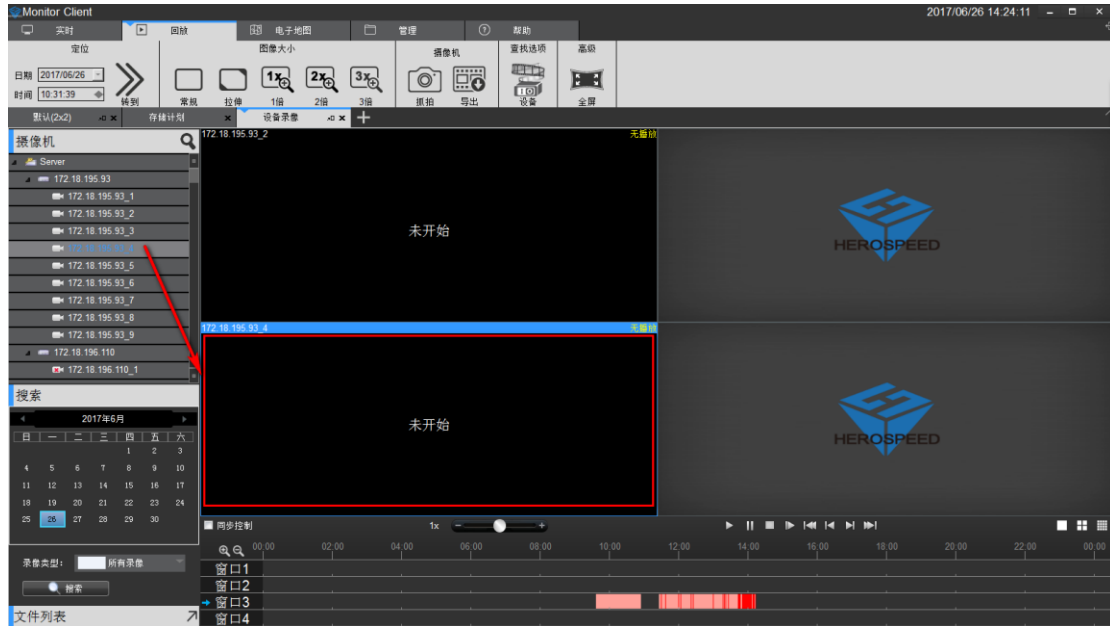 Monitor Client
2017/06/26 14:24:11
实时
回放
电子地图
管理
帮助
定位
图像大小
摄像机
查找选项
高级
日期 2017/06/26
时间 10:31:39
转到
常规
拉伸
1x
1倍
2x
2倍
3x
3倍
抓拍
导出
设备
全屏
默认(2x2)
存储计划
设备录像
摄像机
Server
172.18.195.93
172.18.195.93_1
172.18.195.93_2
172.18.195.93_3
172.18.195.93_5
172.18.195.93_6
172.18.195.93_7
172.18.195.93_8
172.18.195.93_9
172.18.196.110
172.18.196.110_1
172.18.195.93_2
无播放
未开始
HEROSPEED
172.18.195.93_4
无播放
未开始
HEROSPEED
搜索
2017年6月
日 一 二 三 四 五 六
1 2 3
4 5 6 7 8 9 10
11 12 13 14 15 16 17
18 19 20 21 22 23 24
25 26 27 28 29 30
录像类型: 所有录像
搜索
文件列表
同步控制
1x
00:00 02:00 04:00 06:00 08:00 10:00 12:00 14:00 16:00 18:00 20:00 22:00 00:00
窗口1
窗口2
窗口3
窗口4